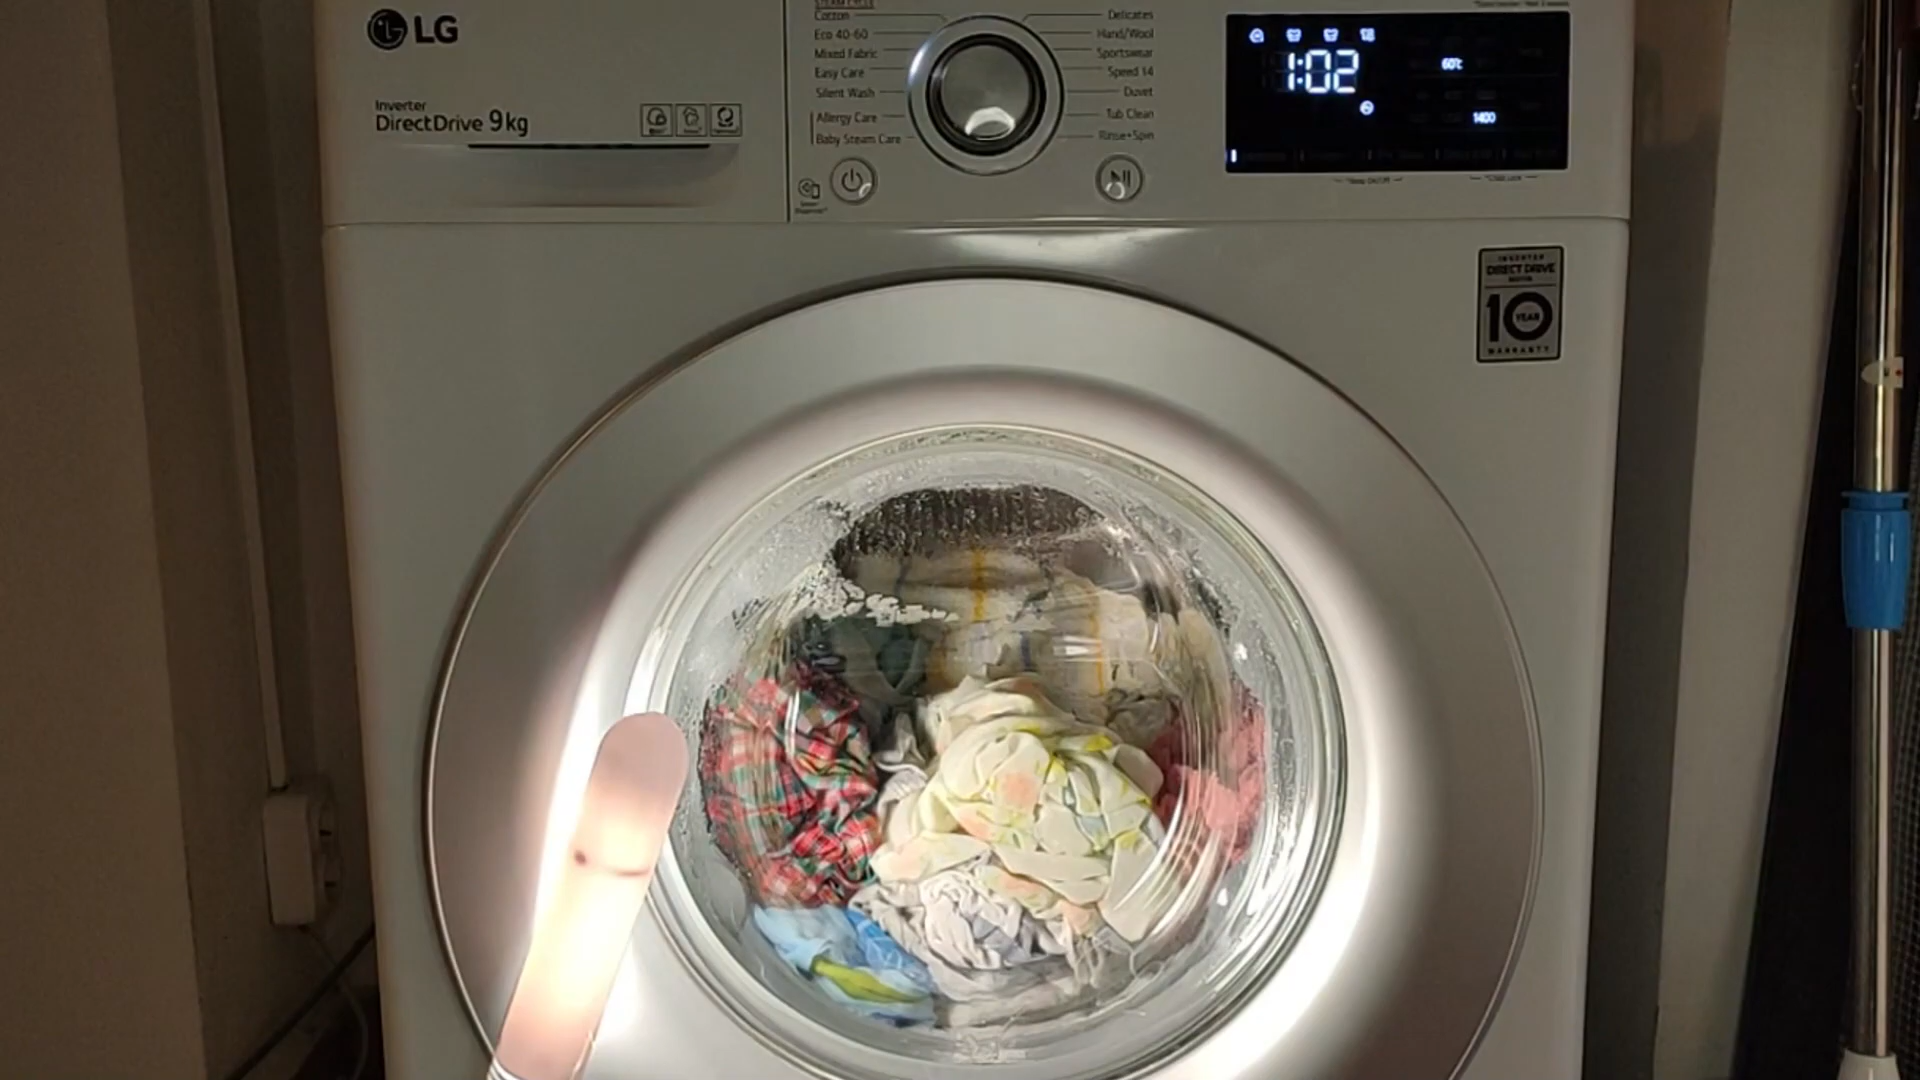 LG
Inverter
DirectDrive 9kg
Cotton
Eco 40-60
Mixed Fabric
Easy Care
Silent Wash
Allergy Care
Baby Steam Care
Delicates
Hand/Wool
Sportswear
Speed 14
Duvet
Tub Clean
Rinse+Spin
1:02
60℃
1400
INVERTER
DIRECT DRIVE
10
YEAR
WARRANTY